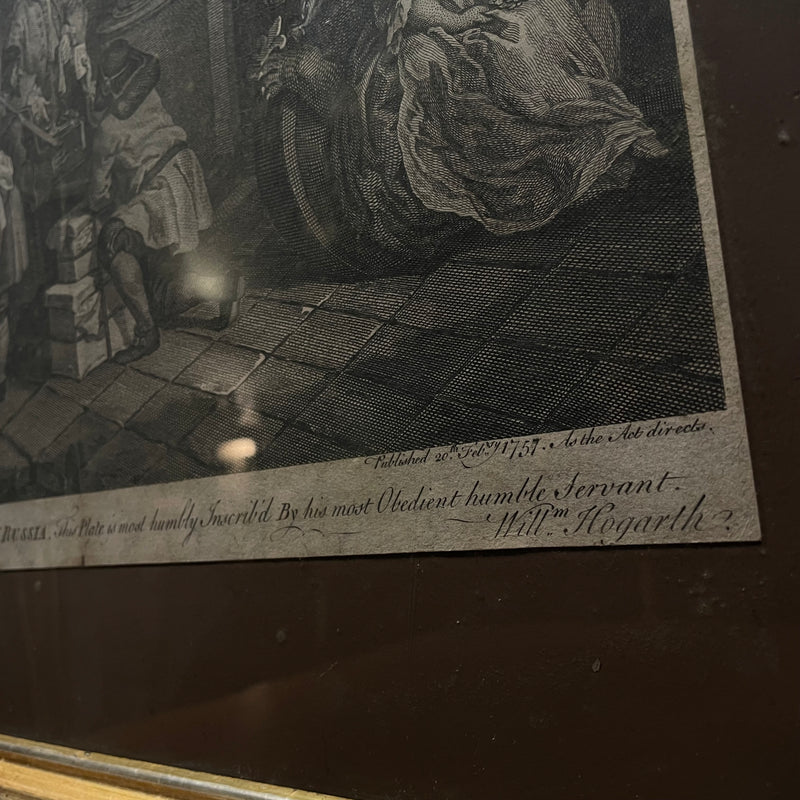 Published 20th. Febry. 1757. As the Act directs.
RUSSIA. This Plate is most humbly Inscrib'd By his most Obedient humble Servant.
Willm. Hogarth